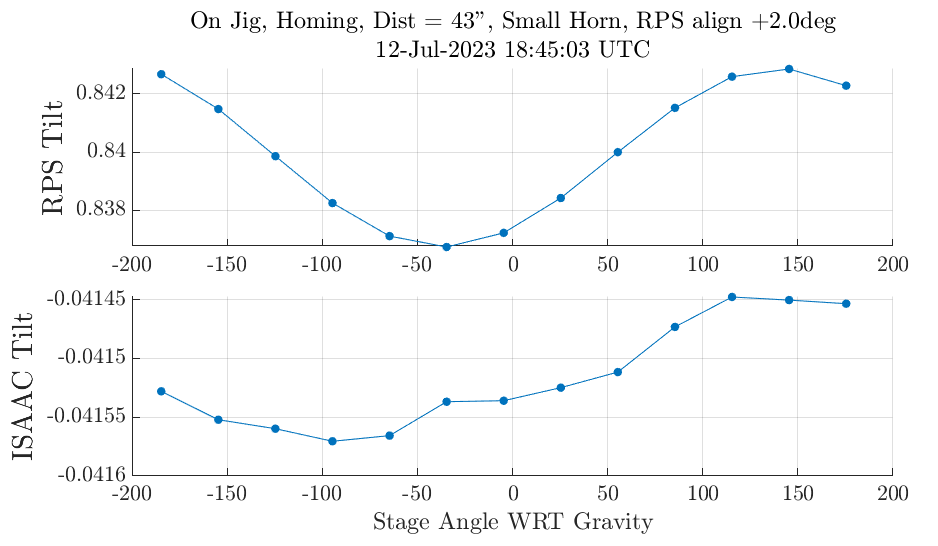 On Jig, Homing, Dist = 43”, Small Horn, RPS align +2.0deg
12-Jul-2023 18:45:03 UTC
RPS Tilt
0.842
0.84
0.838
-200 -150 -100 -50 0 50 100 150 200
ISAAC Tilt
-0.04145
-0.0415
-0.04155
-0.0416
-200 -150 -100 -50 0 50 100 150 200
Stage Angle WRT Gravity